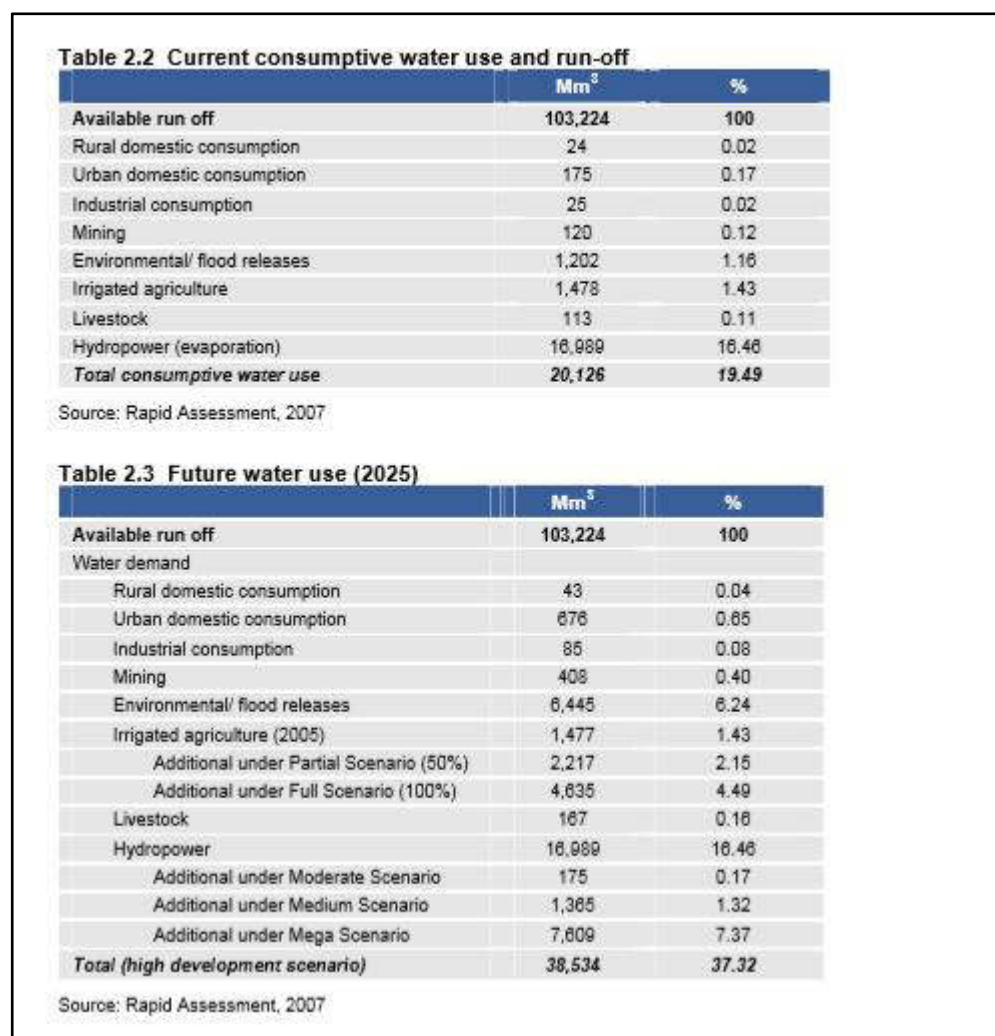 Table 2.2 Current consumptive water use and run-off
Mm³ %
Available run off 103,224 100
Rural domestic consumption 24 0.02
Urban domestic consumption 175 0.17
Industrial consumption 25 0.02
Mining 120 0.12
Environmental/ flood releases 1,202 1.16
Irrigated agriculture 1,478 1.43
Livestock 113 0.11
Hydropower (evaporation) 16,989 16.46
Total consumptive water use 20,126 19.49
Source: Rapid Assessment, 2007
Table 2.3 Future water use (2025)
Mm³ %
Available run off 103,224 100
Water demand
Rural domestic consumption 43 0.04
Urban domestic consumption 676 0.65
Industrial consumption 85 0.08
Mining 408 0.40
Environmental/ flood releases 6,445 6.24
Irrigated agriculture (2005) 1,477 1.43
Additional under Partial Scenario (50%) 2,217 2.15
Additional under Full Scenario (100%) 4,635 4.49
Livestock 167 0.16
Hydropower 16,989 16.46
Additional under Moderate Scenario 175 0.17
Additional under Medium Scenario 1,365 1.32
Additional under Mega Scenario 7,609 7.37
Total (high development scenario) 38,534 37.32
Source: Rapid Assessment, 2007